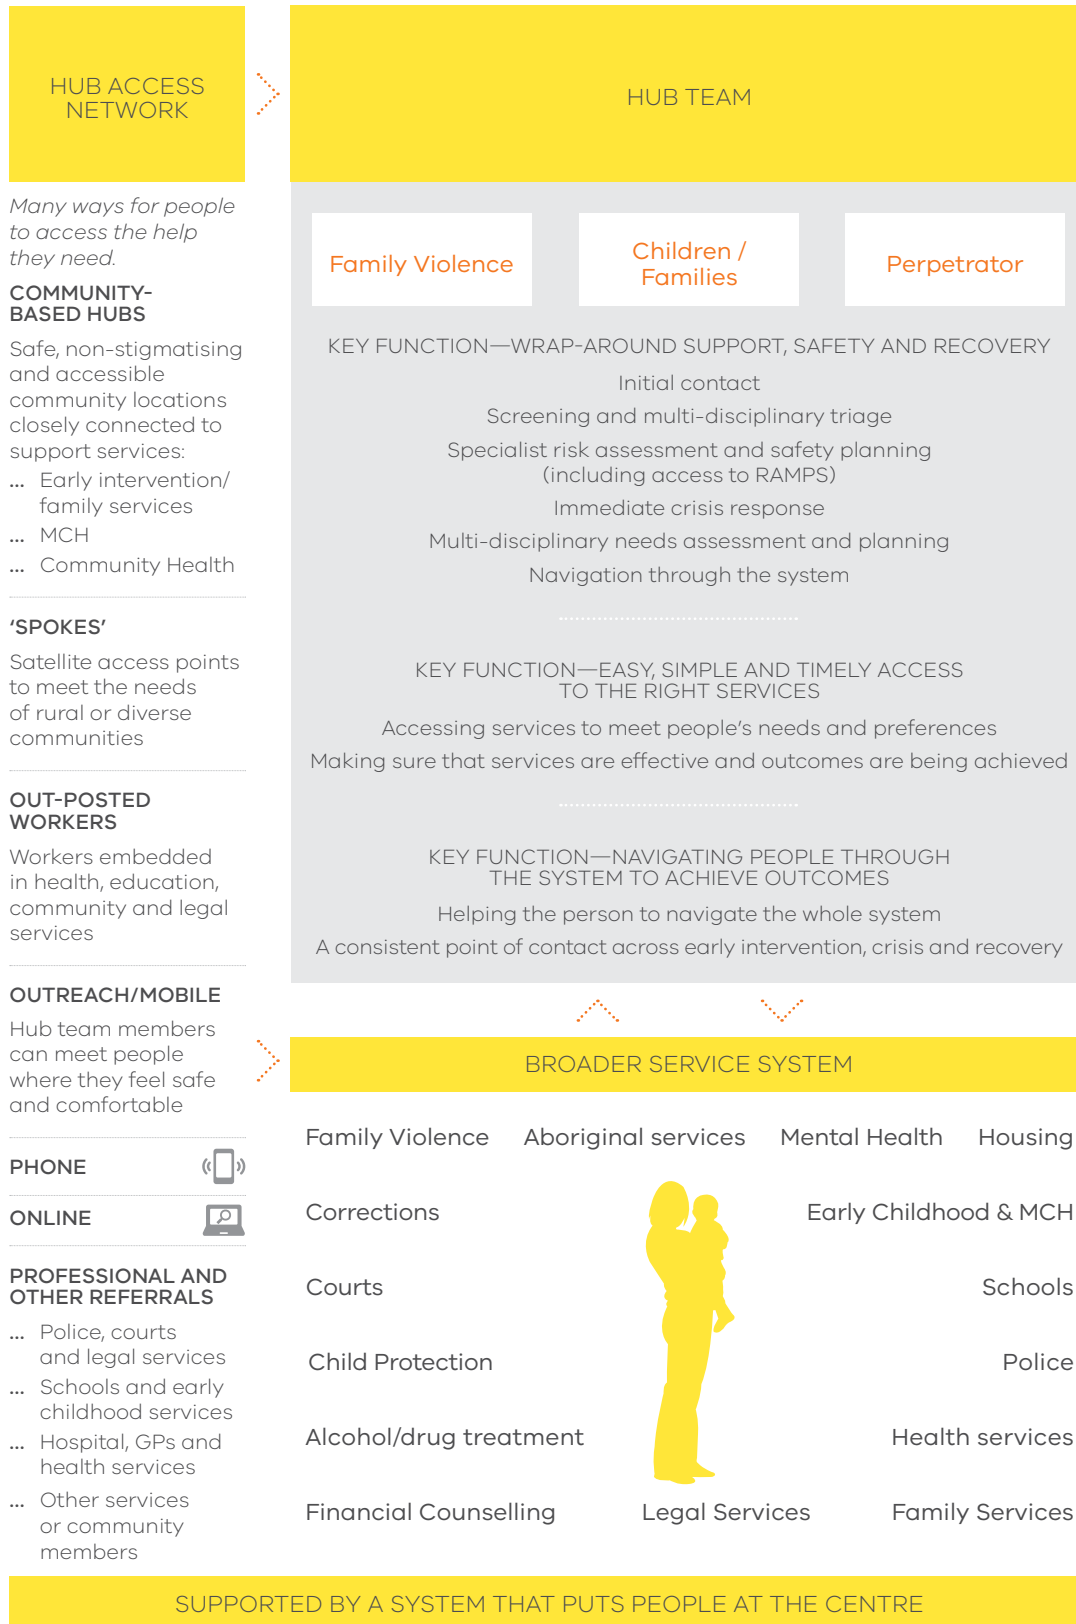 HUB ACCESS
NETWORK
Many ways for people
to access the help
they need.
COMMUNITY-
BASED HUBS
Safe, non-stigmatising
and accessible
community locations
closely connected to
support services:
... Early intervention/
family services
... MCH
... Community Health
‘SPOKES’
Satellite access points
to meet the needs
of rural or diverse
communities
OUT-POSTED
WORKERS
Workers embedded
in health, education,
community and legal
services
OUTREACH/MOBILE
Hub team members
can meet people
where they feel safe
and comfortable
PHONE
ONLINE
PROFESSIONAL AND
OTHER REFERRALS
... Police, courts
and legal services
... Schools and early
childhood services
... Hospital, GPs and
health services
... Other services
or community
members
HUB TEAM
Family Violence
Children /
Families
Perpetrator
KEY FUNCTION—WRAP-AROUND SUPPORT, SAFETY AND RECOVERY
Initial contact
Screening and multi-disciplinary triage
Specialist risk assessment and safety planning
(including access to RAMPS)
Immediate crisis response
Multi-disciplinary needs assessment and planning
Navigation through the system
KEY FUNCTION—EASY, SIMPLE AND TIMELY ACCESS
TO THE RIGHT SERVICES
Accessing services to meet people’s needs and preferences
Making sure that services are effective and outcomes are being achieved
KEY FUNCTION—NAVIGATING PEOPLE THROUGH
THE SYSTEM TO ACHIEVE OUTCOMES
Helping the person to navigate the whole system
A consistent point of contact across early intervention, crisis and recovery
BROADER SERVICE SYSTEM
Family Violence Aboriginal services Mental Health Housing
Corrections Early Childhood & MCH
Courts Schools
Child Protection Police
Alcohol/drug treatment Health services
Financial Counselling Legal Services Family Services
SUPPORTED BY A SYSTEM THAT PUTS PEOPLE AT THE CENTRE